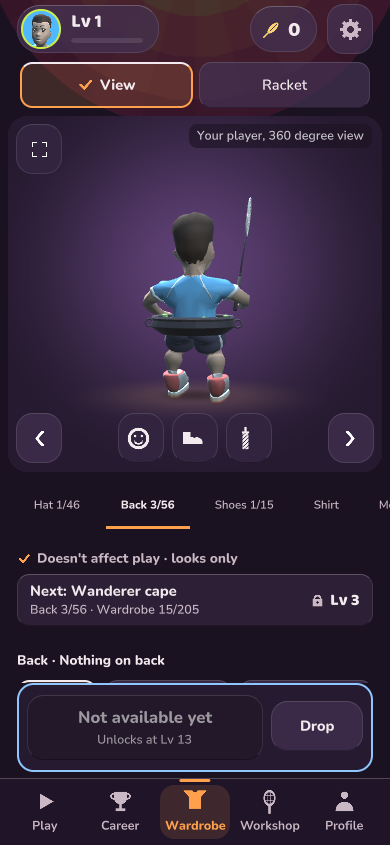 Lv 1
0
View
Racket
Your player, 360 degree view
Hat 1/46
Back 3/56
Shoes 1/15
Shirt
Doesn't affect play · looks only
Next: Wanderer cape
Back 3/56 · Wardrobe 15/205
Lv 3
Back · Nothing on back
Not available yet
Unlocks at Lv 13
Drop
Play
Career
Wardrobe
Workshop
Profile